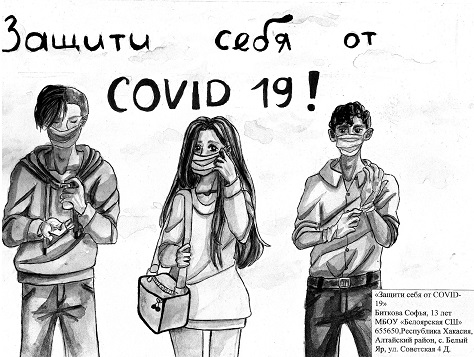 Защити себя от
COVID 19!
«Защити себя от COVID-
19»
Биткова Софья, 13 лет
МБОУ «Белоярская СШ»
655650,Республика Хакасия,
Алтайский район, с. Белый
Яр, ул. Советская 4 Д.